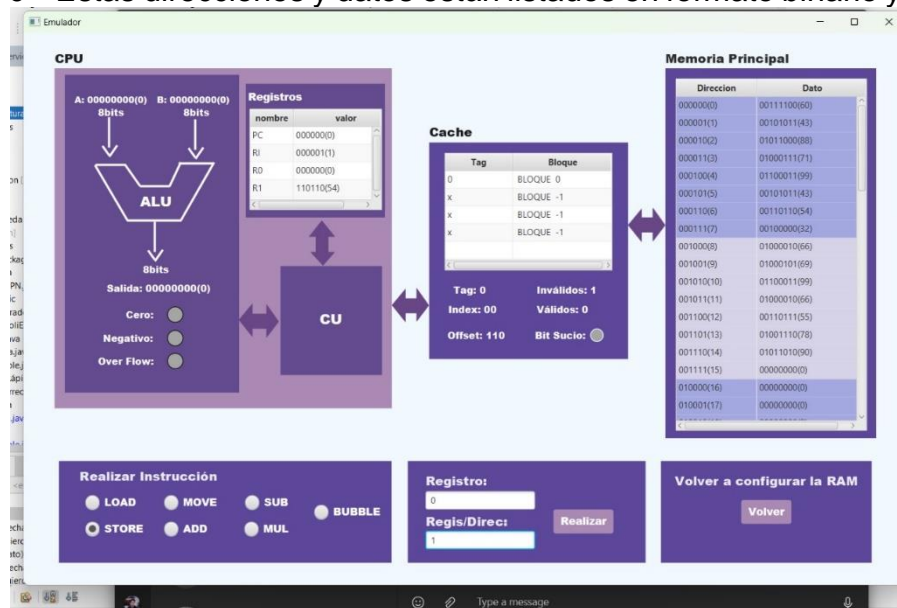 Emulador
CPU
A: 00000000(0) B: 00000000(0)
8bits 8bits
ALU
8bits
Salida: 00000000(0)
Cero:
Negativo:
Over Flow:
Registros
nombre valor
PC 000000(0)
RI 000001(1)
R0 000000(0)
R1 110110(54)
CU
Cache
Tag Bloque
0 BLOQUE 0
x BLOQUE -1
x BLOQUE -1
x BLOQUE -1
Tag: 0 Inválidos: 1
Index: 00 Válidos: 0
Offset: 110 Bit Sucio:
Memoria Principal
Direccion Dato
000000(0) 00111100(60)
000001(1) 00101011(43)
000010(2) 01011000(88)
000011(3) 01000111(71)
000100(4) 01100011(99)
000101(5) 00101011(43)
000110(6) 00110110(54)
000111(7) 00100000(32)
001000(8) 01000010(66)
001001(9) 01000101(69)
001010(10) 01100011(99)
001011(11) 01000010(66)
001100(12) 00110111(55)
001101(13) 01001110(78)
001110(14) 01011010(90)
001111(15) 00000000(0)
010000(16) 00000000(0)
010001(17) 00000000(0)
Realizar Instrucción
LOAD MOVE SUB BUBBLE
STORE ADD MUL
Registro:
0
Regis/Direc:
1
Realizar
Volver a configurar la RAM
Volver
Type a message